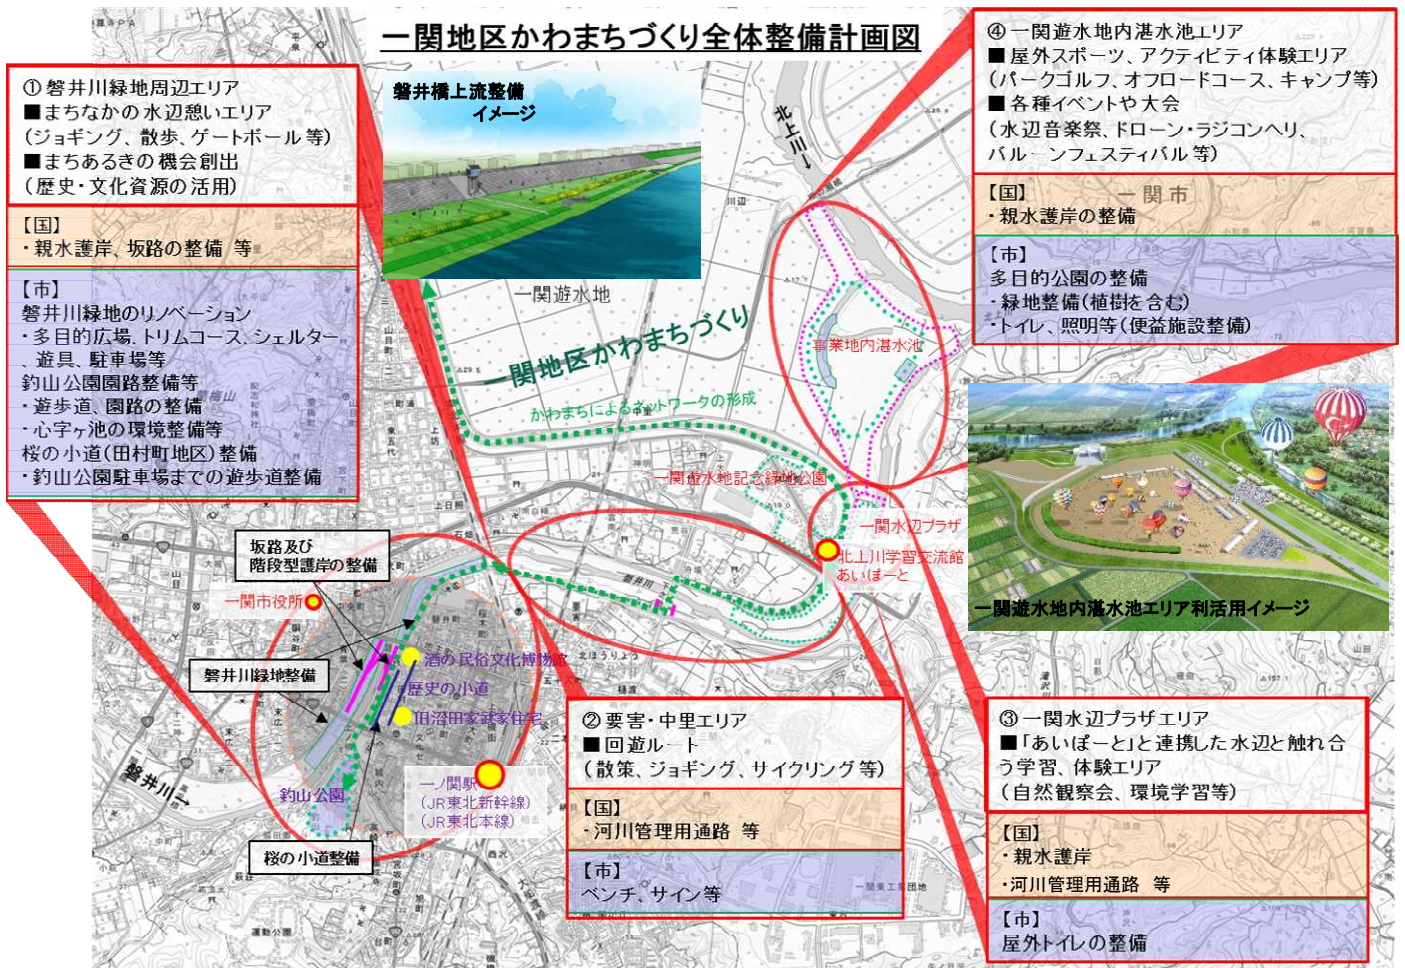 一関地区かわまちづくり全体整備計画図
①磐井川緑地周辺エリア
■まちなかの水辺憩いエリア
(ジョギング、散歩、ゲートボール等)
■まちあるきの機会創出
(歴史・文化資源の活用)
【国】
・親水護岸、坂路の整備 等
【市】
磐井川緑地のリノベーション
・多目的広場、トリムコース、シェルター
、遊具、駐車場等
釣山公園園路整備等
・遊歩道、園路の整備
・心字ヶ池の環境整備等
桜の小道(田村町地区)整備
・釣山公園駐車場までの遊歩道整備
磐井橋上流整備
イメージ
④一関遊水地内湛水池エリア
■屋外スポーツ、アクティビティ体験エリア
(パークゴルフ、オフロードコース、キャンプ等)
■各種イベントや大会
(水辺音楽祭、ドローン・ラジコンヘリ、
バルーンフェスティバル等)
【国】
・親水護岸の整備
一関市
【市】
多目的公園の整備
・緑地整備(植樹を含む)
・トイレ、照明等(便益施設整備)
北上川→
一関遊水地
一関地区かわまちづくり
かわまちによるネットワークの形成
事業地内湛水池
一関遊水地記念緑地公園
一関水辺プラザ
北上川学習交流館
あいぽーと
一関遊水地内湛水池エリア利活用イメージ
坂路及び
階段型護岸の整備
一関市役所
磐井川緑地整備
酒の民俗文化博物館
歴史の小道
旧沼田家武家住宅
磐井川→
磐井川
釣山公園
一ノ関駅
(JR東北新幹線)
(JR東北本線)
桜の小道整備
②要害・中里エリア
■回遊ルート
(散策、ジョギング、サイクリング等)
【国】
・河川管理用通路 等
【市】
ベンチ、サイン等
③一関水辺プラザエリア
■「あいぽーと」と連携した水辺と触れ合
う学習、体験エリア
(自然観察会、環境学習等)
【国】
・親水護岸
・河川管理用通路 等
【市】
屋外トイレの整備
運動公園
台町
山目
川辺
中里